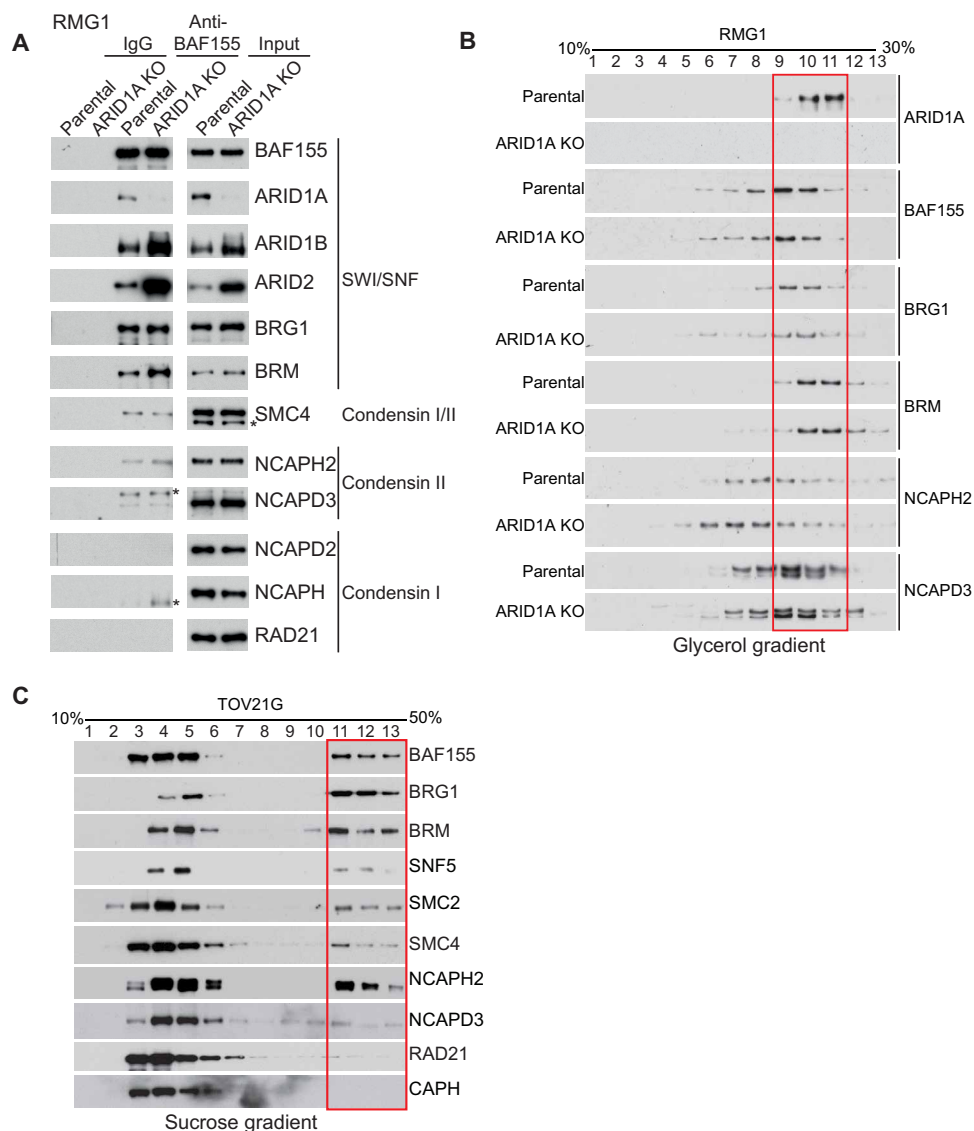 A
RMG1
IgG
Anti-
BAF155
Input
Parental
ARID1A KO
Parental
ARID1A KO
Parental
ARID1A KO
BAF155
ARID1A
ARID1B
ARID2
BRG1
BRM
SWI/SNF
SMC4
*
Condensin I/II
NCAPH2
*
NCAPD3
Condensin II
NCAPD2
NCAPH
*
RAD21
Condensin I
B
RMG1
10%
30%
1 2 3 4 5 6 7 8 9 10 11 12 13
Parental
ARID1A KO
ARID1A
Parental
ARID1A KO
BAF155
Parental
ARID1A KO
BRG1
Parental
ARID1A KO
BRM
Parental
ARID1A KO
NCAPH2
Parental
ARID1A KO
NCAPD3
Glycerol gradient
C
TOV21G
10%
50%
1 2 3 4 5 6 7 8 9 10 11 12 13
BAF155
BRG1
BRM
SNF5
SMC2
SMC4
NCAPH2
NCAPD3
RAD21
CAPH
Sucrose gradient